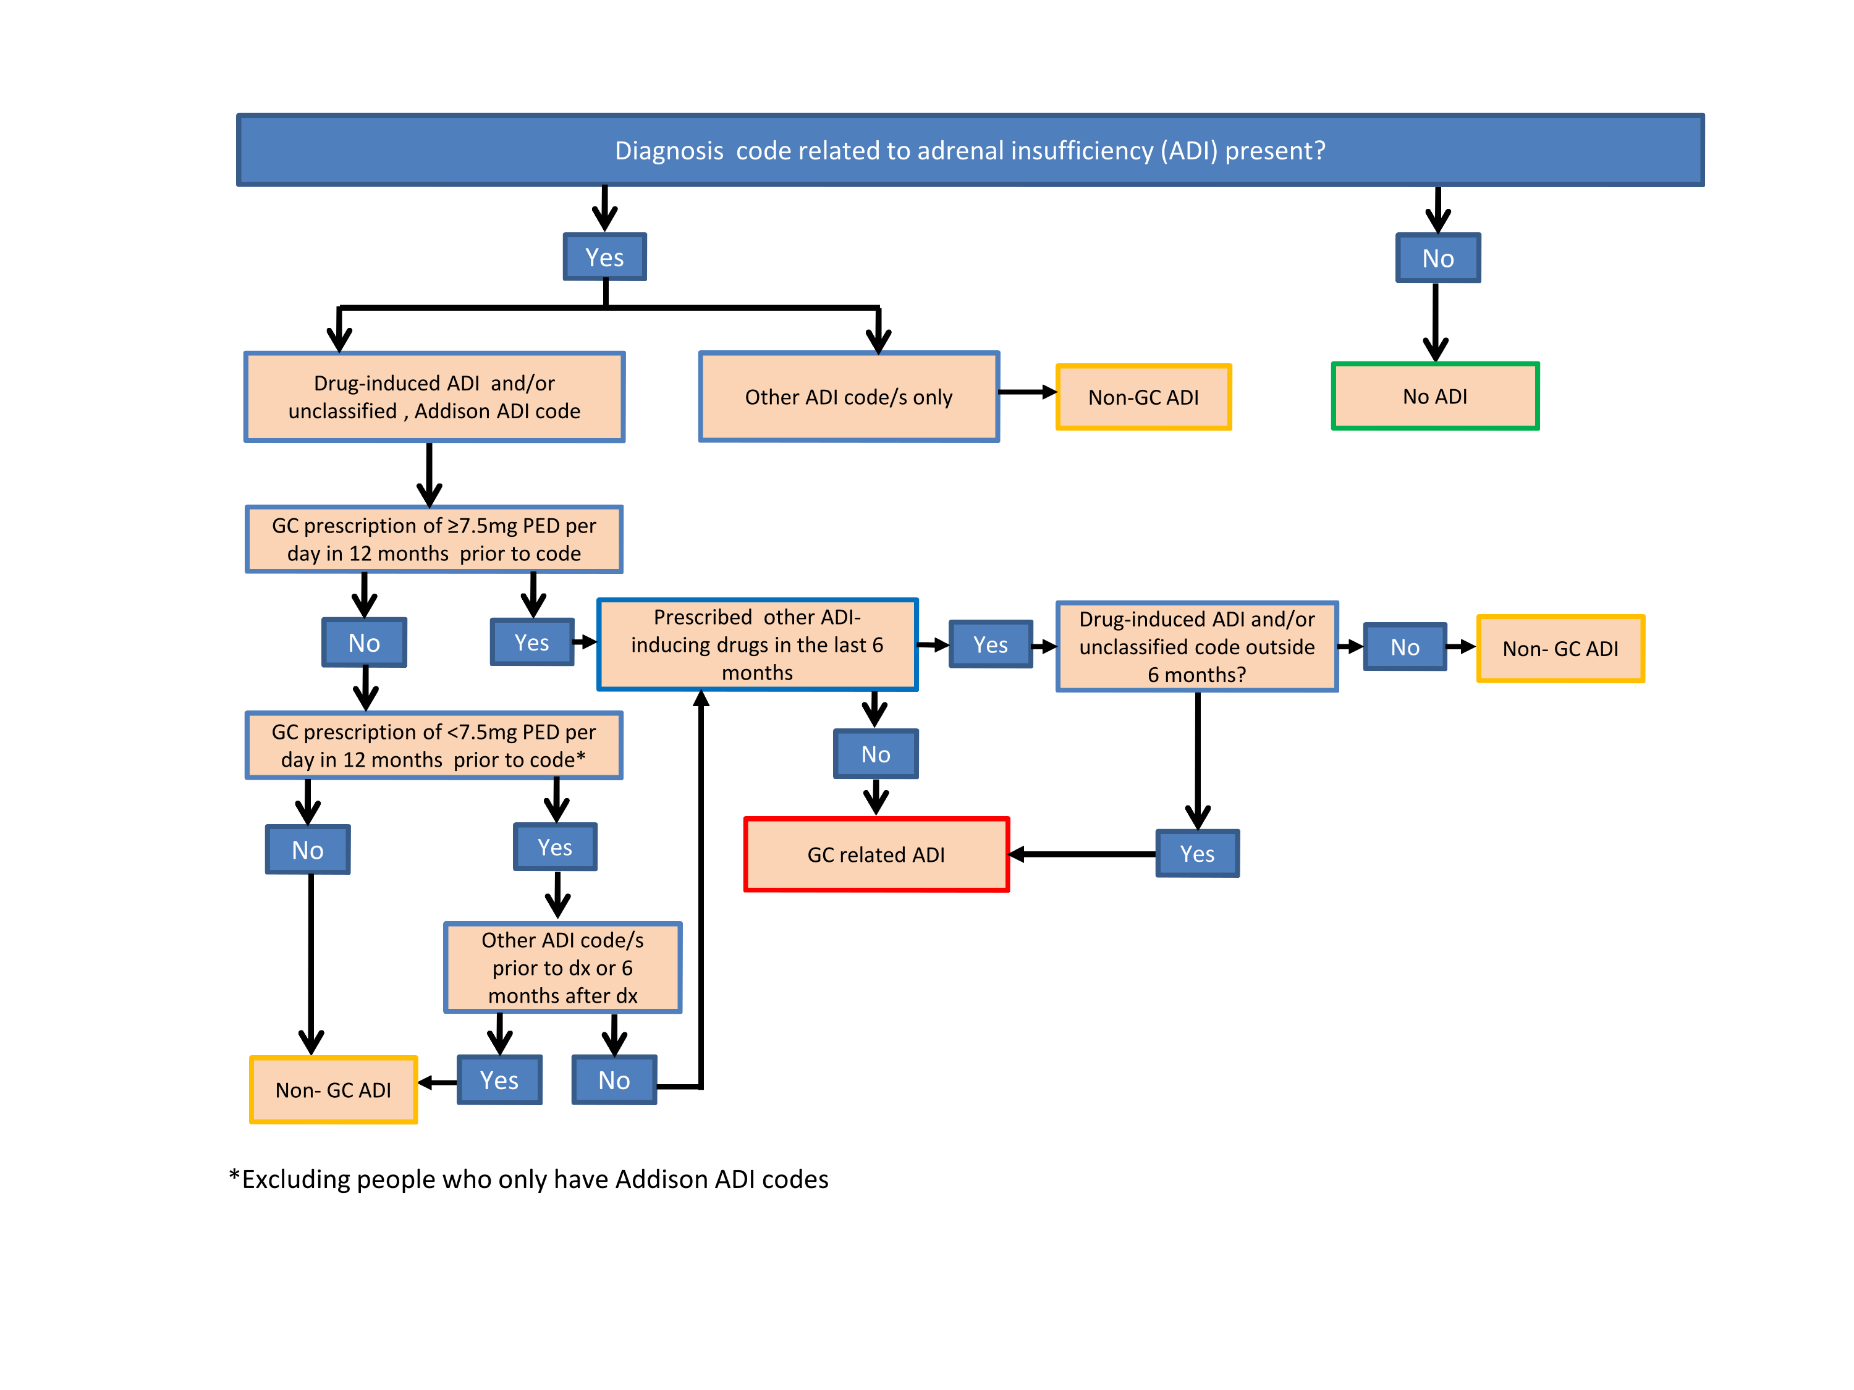 Diagnosis code related to adrenal insufficiency (ADI) present?
Yes
No
Drug-induced ADI and/or
unclassified , Addison ADI code
Other ADI code/s only
Non-GC ADI
No ADI
GC prescription of ≥7.5mg PED per
day in 12 months prior to code
No
Yes
Prescribed other ADI-
inducing drugs in the last 6
months
Yes
Drug-induced ADI and/or
unclassified code outside
6 months?
No
Non- GC ADI
GC prescription of <7.5mg PED per
day in 12 months prior to code*
No
No
Yes
GC related ADI
Yes
Other ADI code/s
prior to dx or 6
months after dx
Non- GC ADI
Yes
No
*Excluding people who only have Addison ADI codes